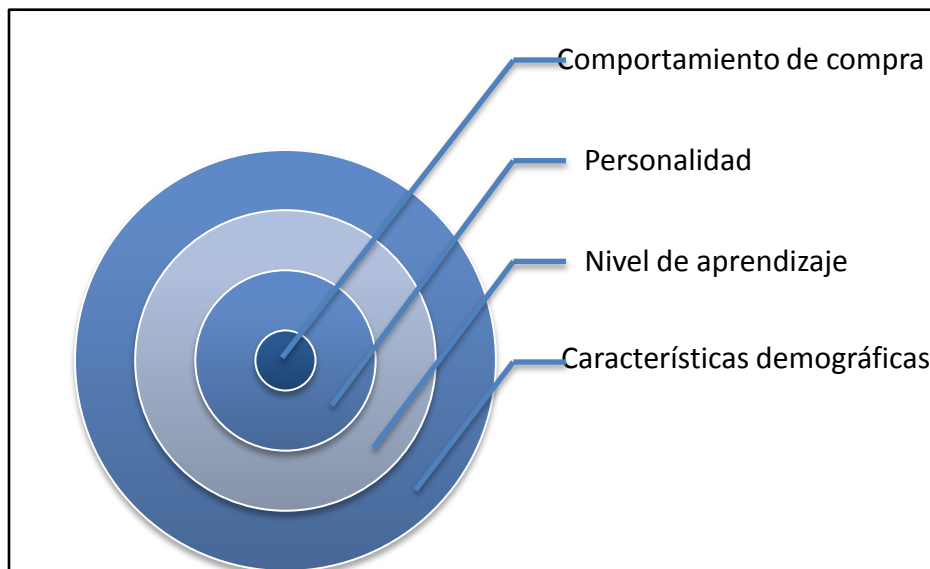 Comportamiento de compra
Personalidad
Nivel de aprendizaje
Características demográficas